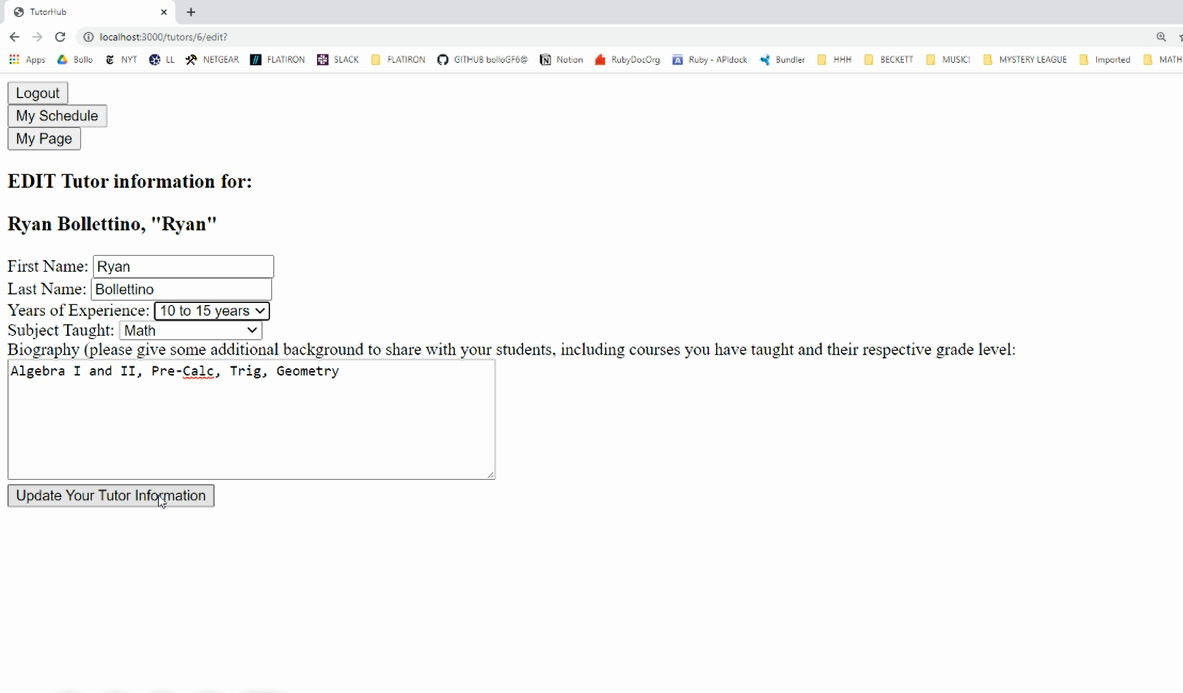 TutorHub
localhost:3000/tutors/6/edit?
Apps Bollo NYT LL NETGEAR FLATIRON SLACK FLATIRON GITHUB bolloGF6@ Notion RubyDocOrg Ruby - APIdock Bundler HHH BECKETT MUSIC! MYSTERY LEAGUE Imported MATH
Logout
My Schedule
My Page
EDIT Tutor information for:
Ryan Bollettino, "Ryan"
First Name: Ryan
Last Name: Bollettino
Years of Experience: 10 to 15 years
Subject Taught: Math
Biography (please give some additional background to share with your students, including courses you have taught and their respective grade level:
Algebra I and II, Pre-Calc, Trig, Geometry
Update Your Tutor Information